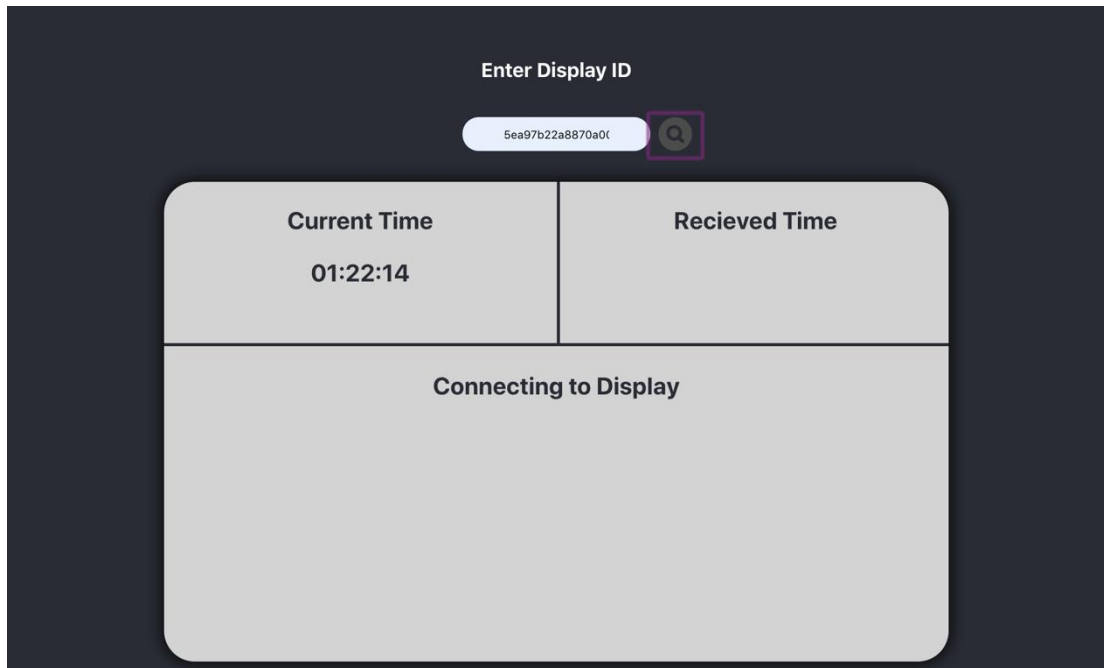 Enter Display ID
5ea97b22a8870a0(
Current Time
Recieved Time
01:22:14
Connecting to Display